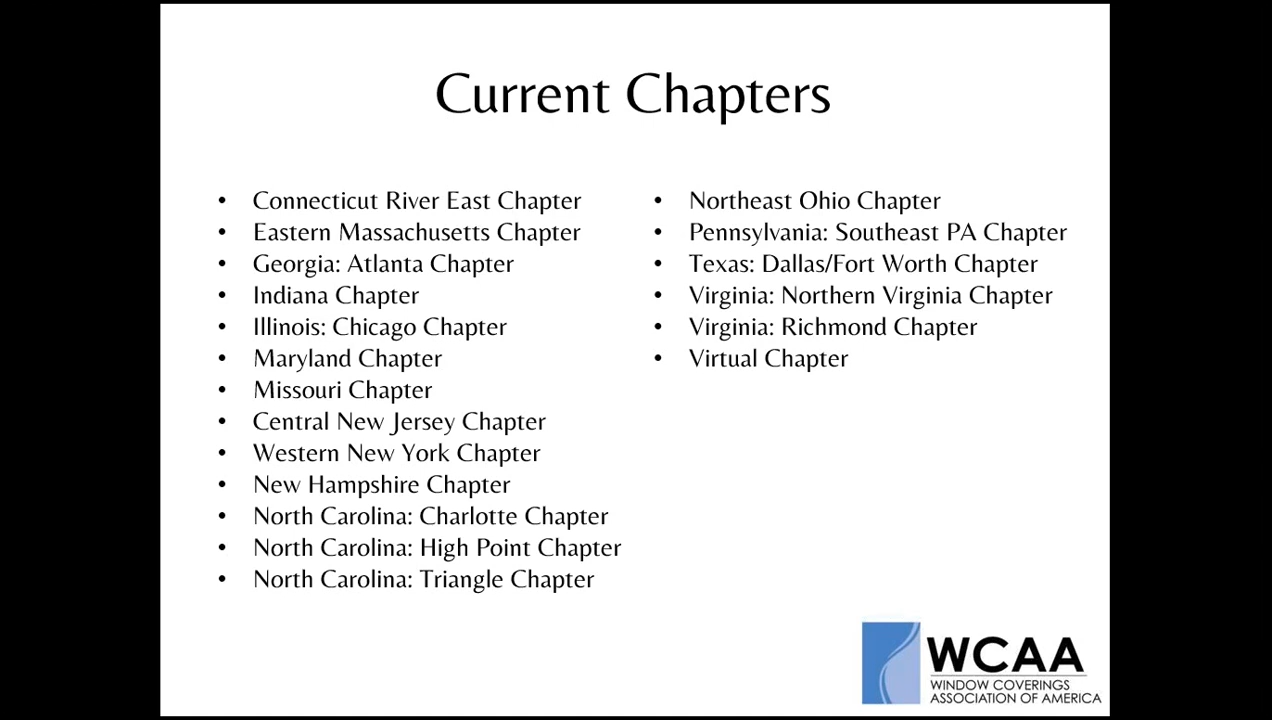 Current Chapters
• Connecticut River East Chapter
• Eastern Massachusetts Chapter
• Georgia: Atlanta Chapter
• Indiana Chapter
• Illinois: Chicago Chapter
• Maryland Chapter
• Missouri Chapter
• Central New Jersey Chapter
• Western New York Chapter
• New Hampshire Chapter
• North Carolina: Charlotte Chapter
• North Carolina: High Point Chapter
• North Carolina: Triangle Chapter
• Northeast Ohio Chapter
• Pennsylvania: Southeast PA Chapter
• Texas: Dallas/Fort Worth Chapter
• Virginia: Northern Virginia Chapter
• Virginia: Richmond Chapter
• Virtual Chapter
WCAA
WINDOW COVERINGS
ASSOCIATION OF AMERICA